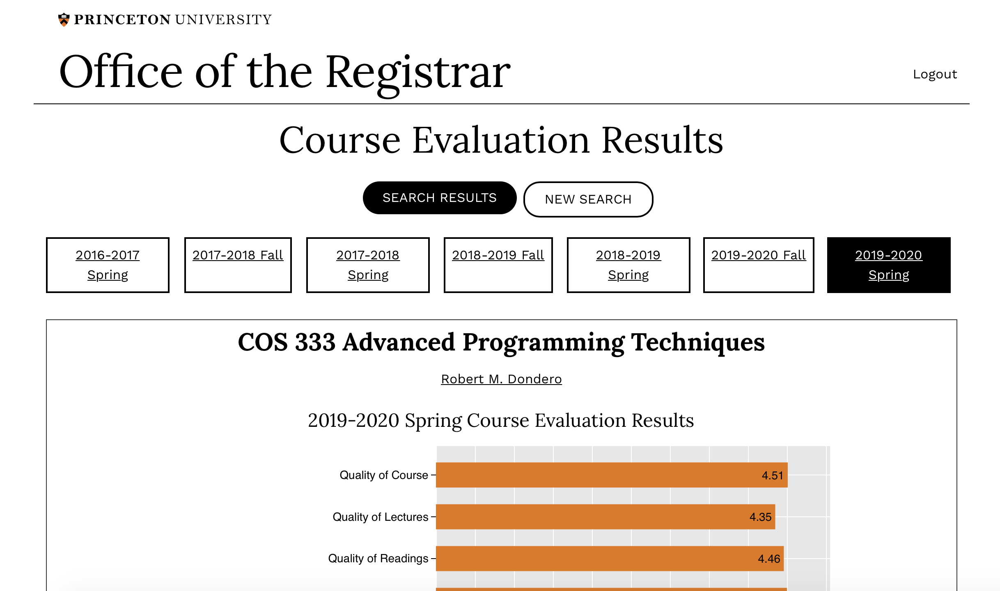 PRINCETON UNIVERSITY
Office of the Registrar
Logout
Course Evaluation Results
SEARCH RESULTS
NEW SEARCH
2016-2017
Spring
2017-2018 Fall
2017-2018
Spring
2018-2019 Fall
2018-2019
Spring
2019-2020 Fall
2019-2020
Spring
COS 333 Advanced Programming Techniques
Robert M. Dondero
2019-2020 Spring Course Evaluation Results
Quality of Course 4.51
Quality of Lectures 4.35
Quality of Readings 4.46